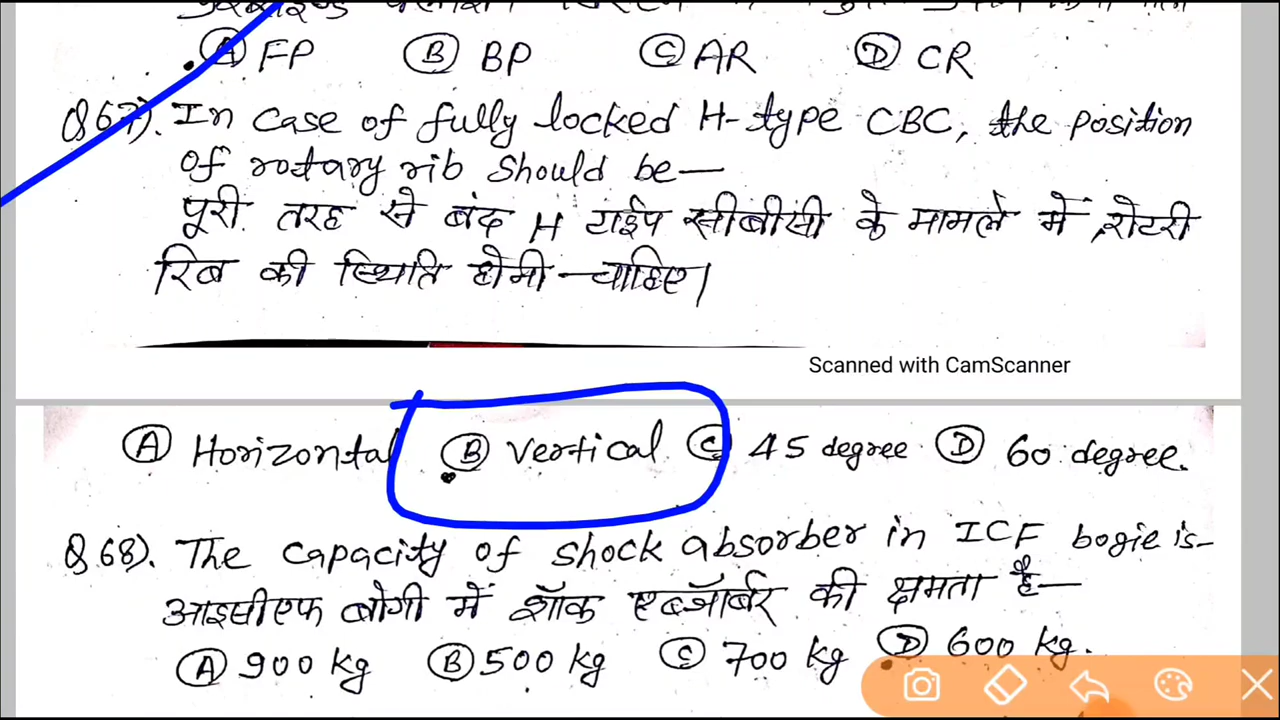 (A) FP (B) BP (C) AR (D) CR
Q67). In case of fully locked H-type CBC, the position
of rotary rib should be—
पूरी तरह से बंद H टाईप सीबीसी के मामले में, रोटरी
रिब की स्थिति होनी चाहिए।
Scanned with CamScanner
(A) Horizontal (B) Vertical (C) 45 degree (D) 60 degree.
Q68). The capacity of shock absorber in ICF bogie is-
आइसीएफ बोगी में शॉक एब्जॉर्बर की क्षमता है—
(A) 900 kg (B) 500 kg (C) 700 kg (D) 600 kg.